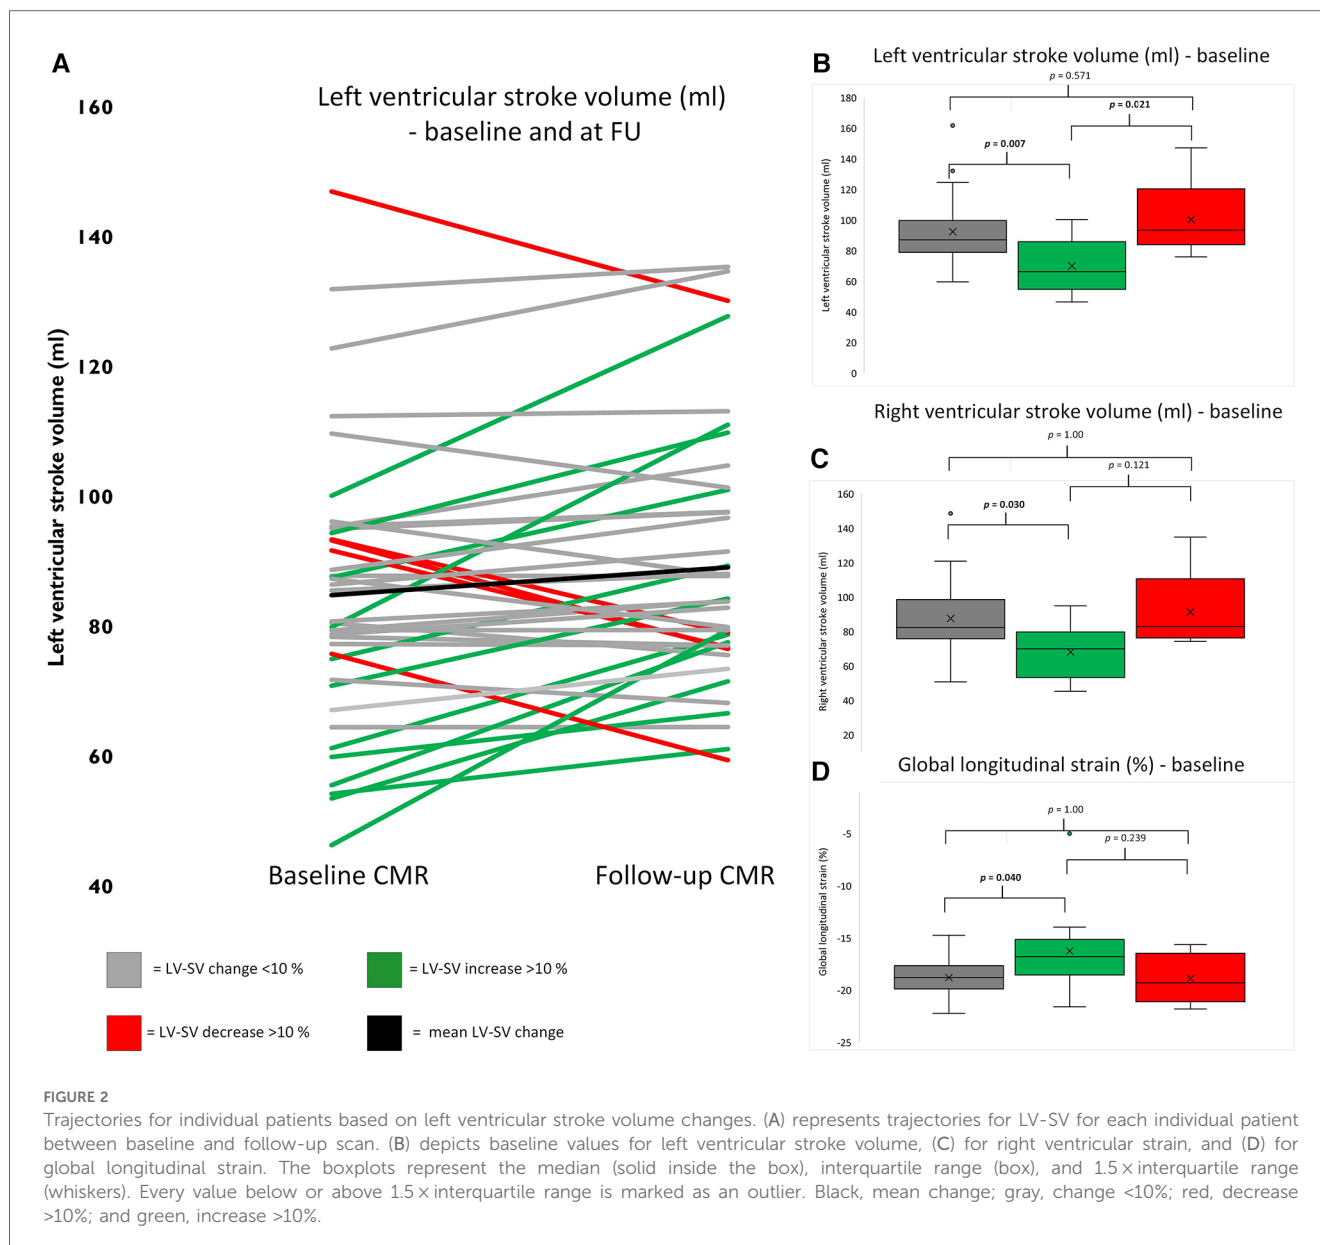 A
Left ventricular stroke volume (ml)
- baseline and at FU
160
140
120
100
80
60
40
Left ventricular stroke volume (ml)
Baseline CMR
Follow-up CMR
= LV-SV change <10 %
= LV-SV increase >10 %
= LV-SV decrease >10 %
= mean LV-SV change
B
Left ventricular stroke volume (ml) - baseline
p = 0.571
p = 0.021
p = 0.007
180
160
140
120
100
80
60
40
20
0
Left ventricular stroke volume (ml)
Right ventricular stroke volume (ml) - baseline
C
p = 1.00
p = 0.121
p = 0.030
160
140
120
100
80
60
40
20
Right ventricular stroke volume (ml)
D
Global longitudinal strain (%) - baseline
p = 1.00
p = 0.239
p = 0.040
-5
-10
-15
-20
-25
Global longitudinal strain (%)
FIGURE 2
Trajectories for individual patients based on left ventricular stroke volume changes. (A) represents trajectories for LV-SV for each individual patient
between baseline and follow-up scan. (B) depicts baseline values for left ventricular stroke volume, (C) for right ventricular strain, and (D) for
global longitudinal strain. The boxplots represent the median (solid inside the box), interquartile range (box), and 1.5 × interquartile range
(whiskers). Every value below or above 1.5 × interquartile range is marked as an outlier. Black, mean change; gray, change <10%; red, decrease
>10%; and green, increase >10%.